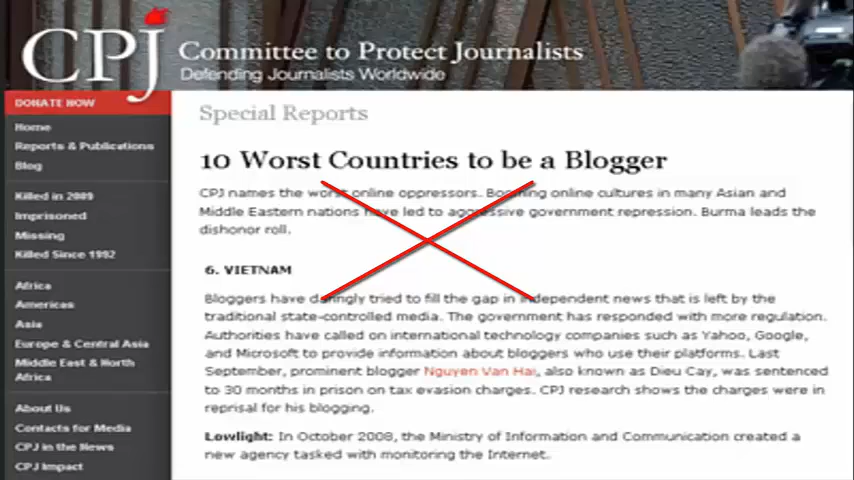 CPJ
Committee to Protect Journalists
Defending Journalists Worldwide
DONATE NOW
Home
Reports & Publications
Blog
Killed in 2009
Imprisoned
Missing
Killed Since 1992
Africa
Americas
Asia
Europe & Central Asia
Middle East & North
Africa
About Us
Contacts for Media
CPJ in the News
CPJ Impact
Special Reports
10 Worst Countries to be a Blogger
CPJ names the worst online oppressors. Booming online cultures in many Asian and
Middle Eastern nations have led to aggressive government repression. Burma leads the
dishonor roll.
6. VIETNAM
Bloggers have daringly tried to fill the gap in independent news that is left by the
traditional state-controlled media. The government has responded with more regulation.
Authorities have called on international technology companies such as Yahoo, Google,
and Microsoft to provide information about bloggers who use their platforms. Last
September, prominent blogger Nguyen Van Hai, also known as Dieu Cay, was sentenced
to 30 months in prison on tax evasion charges. CPJ research shows the charges were in
reprisal for his blogging.
Lowlight: In October 2008, the Ministry of Information and Communication created a
new agency tasked with monitoring the Internet.